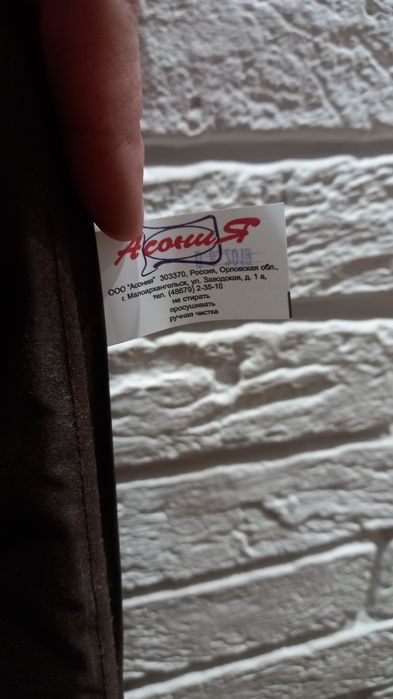 АсониЯ
ООО "Асония" 303370, Россия, Орловская обл.,
г. Малоархангельск, ул. Заводская, д. 1 а,
тел. (48679) 2-35-10
не стирать
просушивать
ручная чистка